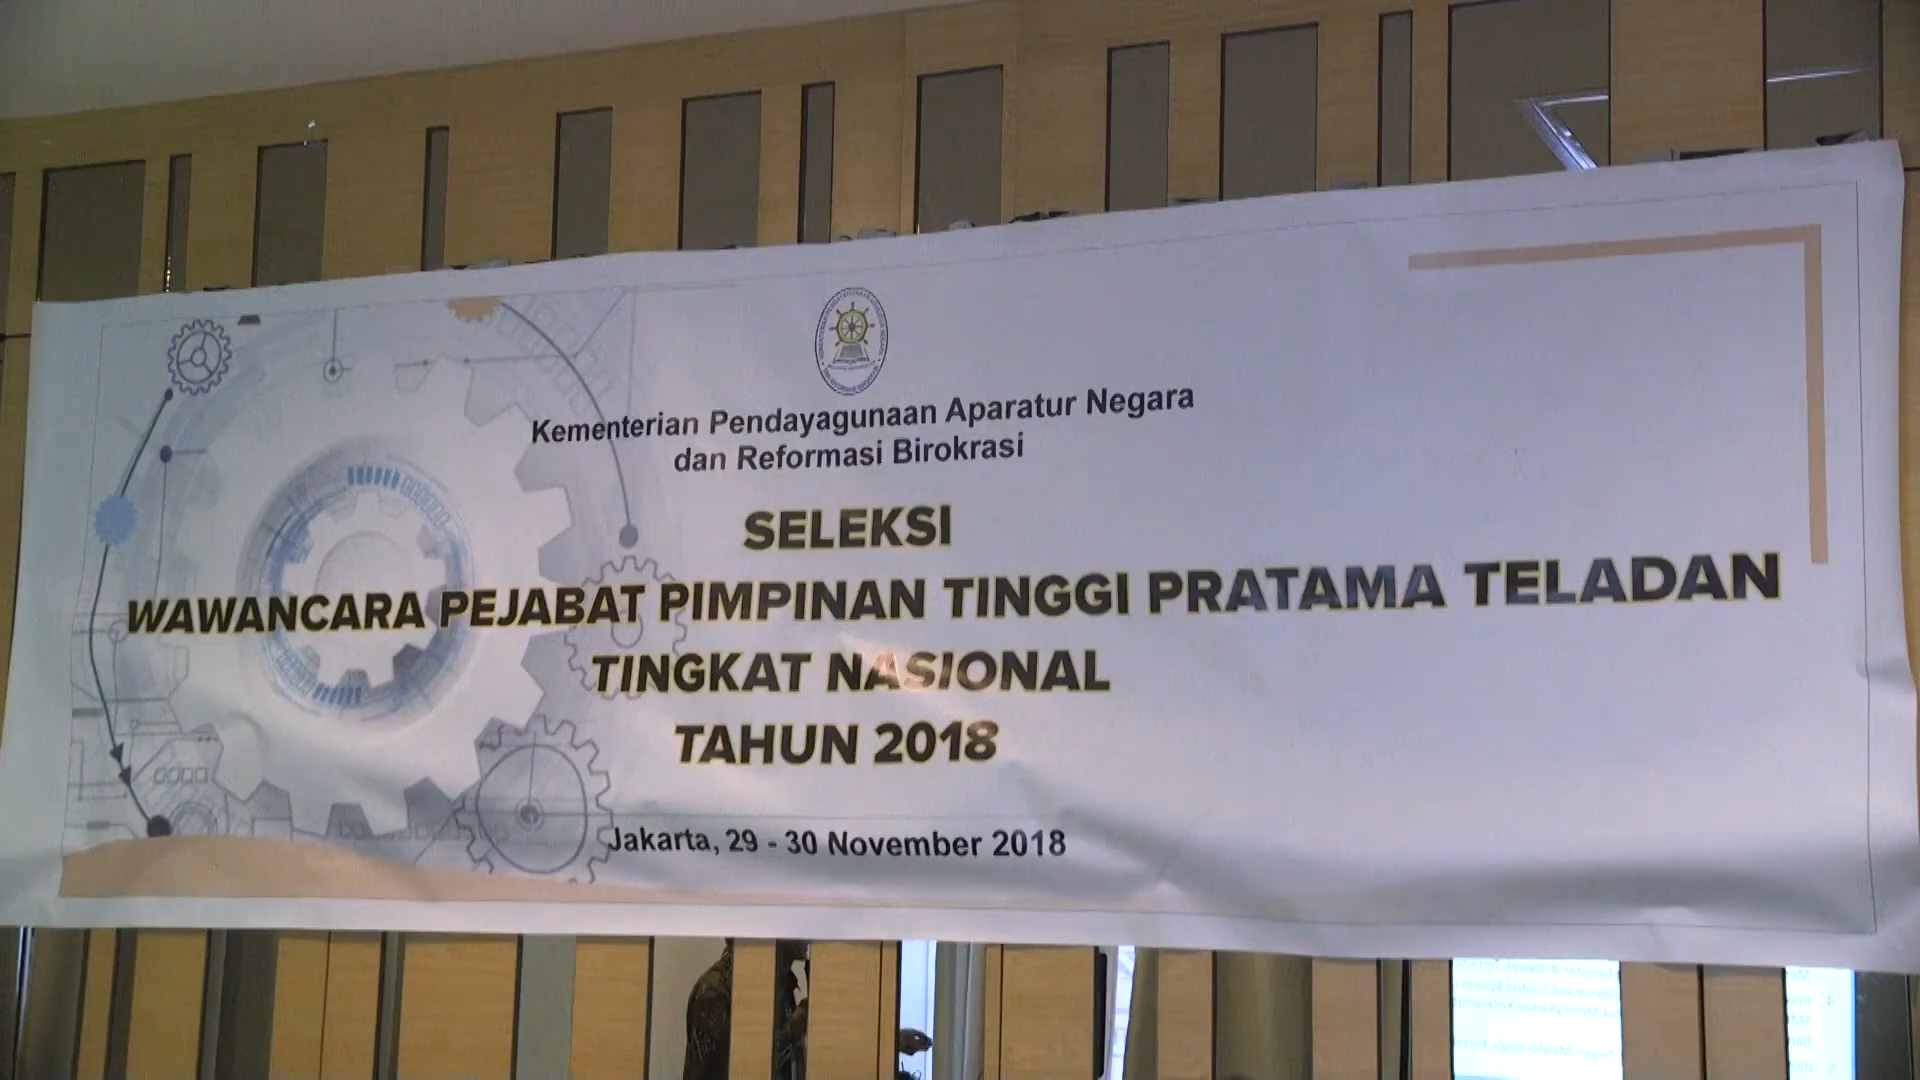 Kementerian Pendayagunaan Aparatur Negara
dan Reformasi Birokrasi
SELEKSI
WAWANCARA PEJABAT PIMPINAN TINGGI PRATAMA TELADAN
TINGKAT NASIONAL
TAHUN 2018
Jakarta, 29 - 30 November 2018